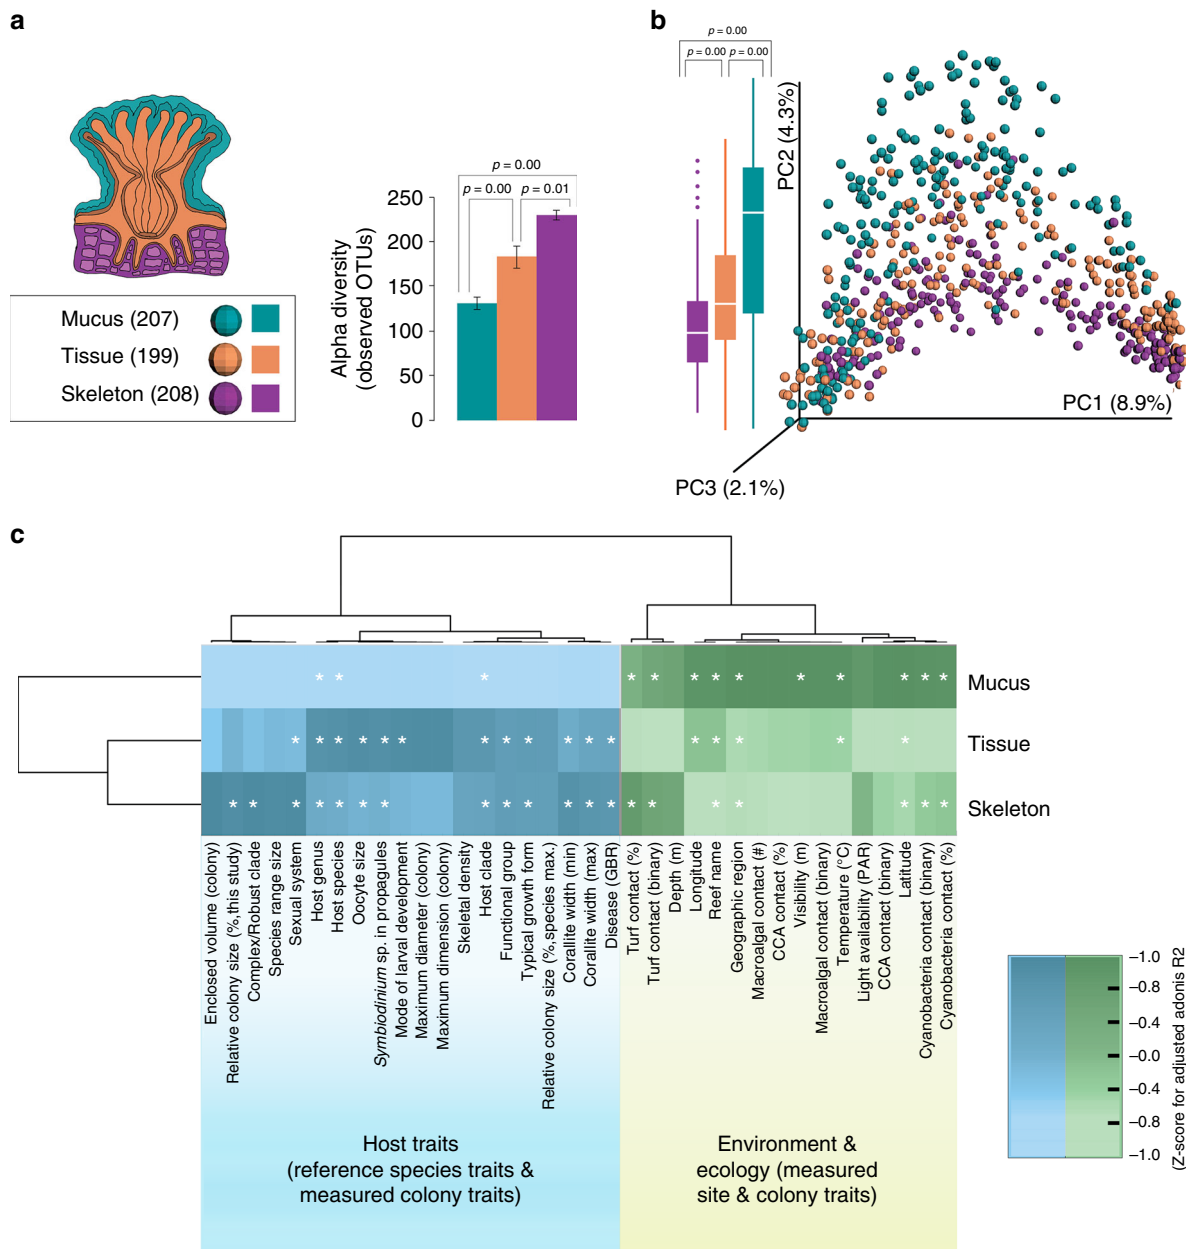 a
Mucus (207)
Tissue (199)
Skeleton (208)
Alpha diversity
(observed OTUs)
250
200
150
100
50
0
p = 0.00
p = 0.00
p = 0.01
b
p = 0.00
p = 0.00
p = 0.00
PC2 (4.3%)
PC1 (8.9%)
PC3 (2.1%)
c
* * * * * * * * * * * * *
Mucus
* * * * * * * * * * * * * * * * *
Tissue
* * * * * * * * * * * * * * * * * * * *
Skeleton
Enclosed volume (colony)
Relative colony size (%,this study)
Complex/Robust clade
Species range size
Sexual system
Host genus
Host species
Oocyte size
Symbiodinium sp. in propagules
Mode of larval development
Maximum diameter (colony)
Maximum dimension (colony)
Skeletal density
Host clade
Functional group
Typical growth form
Relative colony size (%,species max.)
Corallite width (min)
Corallite width (max)
Disease (GBR)
Turf contact (%)
Turf contact (binary)
Depth (m)
Longitude
Reef name
Geographic region
Macroalgal contact (#)
CCA contact (%)
Visibility (m)
Macroalgal contact (binary)
Temperature (°C)
Light availability (PAR)
CCA contact (binary)
Latitude
Cyanobacteria contact (binary)
Cyanobacteria contact (%)
Host traits
(reference species traits &
measured colony traits)
Environment &
ecology (measured
site & colony traits)
–1.0
–0.8
–0.4
–0.0
–0.4
–0.8
–1.0
(Z-score for adjusted adonis R2